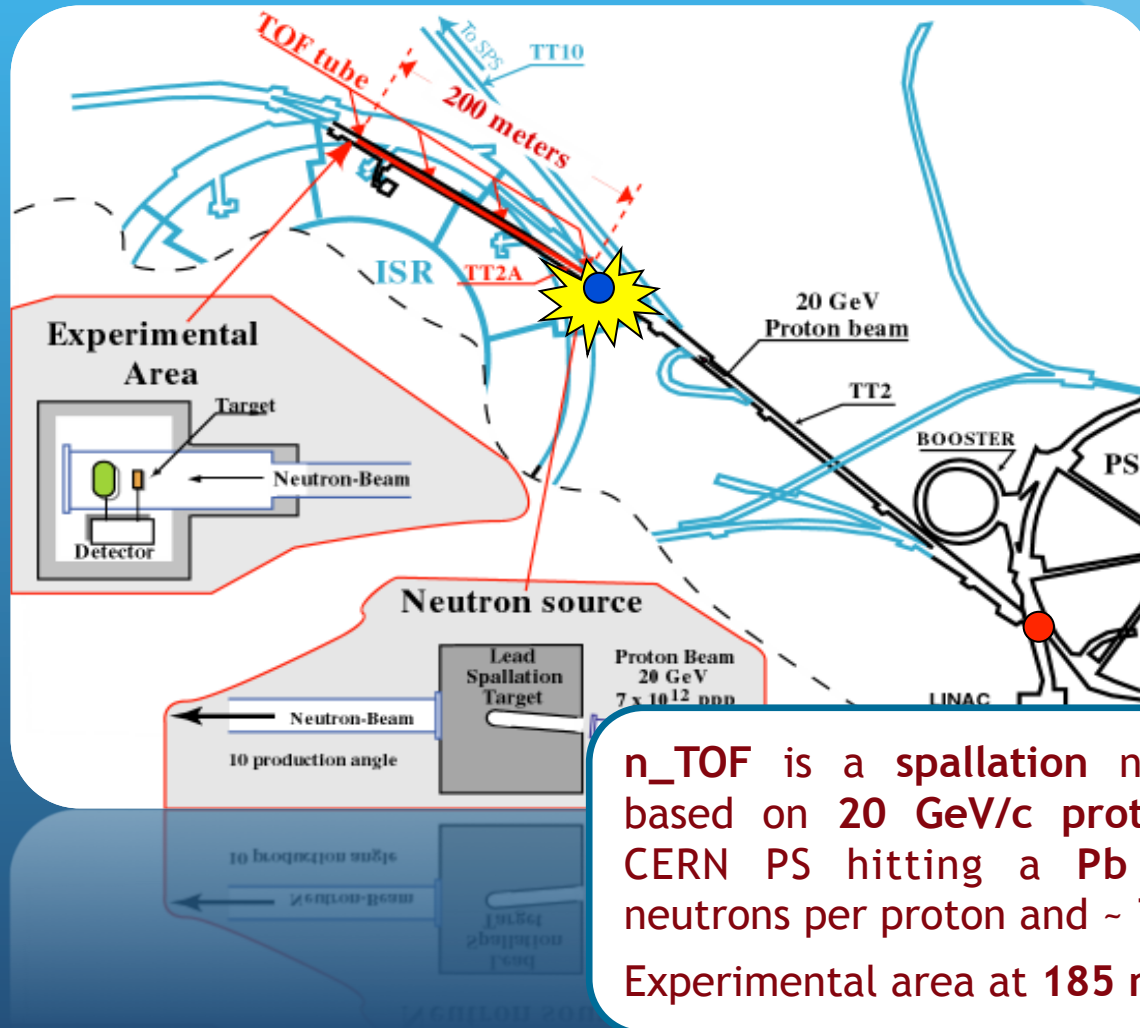 To SPS
TT10
TOF tube
200 meters
ISR
TT2A
20 GeV
Proton beam
TT2
BOOSTER
PS
LINAC
Experimental
Area
Target
Neutron-Beam
Detector
Neutron source
Lead
Spallation
Target
Proton Beam
20 GeV
7 x 10¹² ppp
Neutron-Beam
10 production angle
n_TOF is a spallation n
based on 20 GeV/c prot
CERN PS hitting a Pb
neutrons per proton and ~
Experimental area at 185